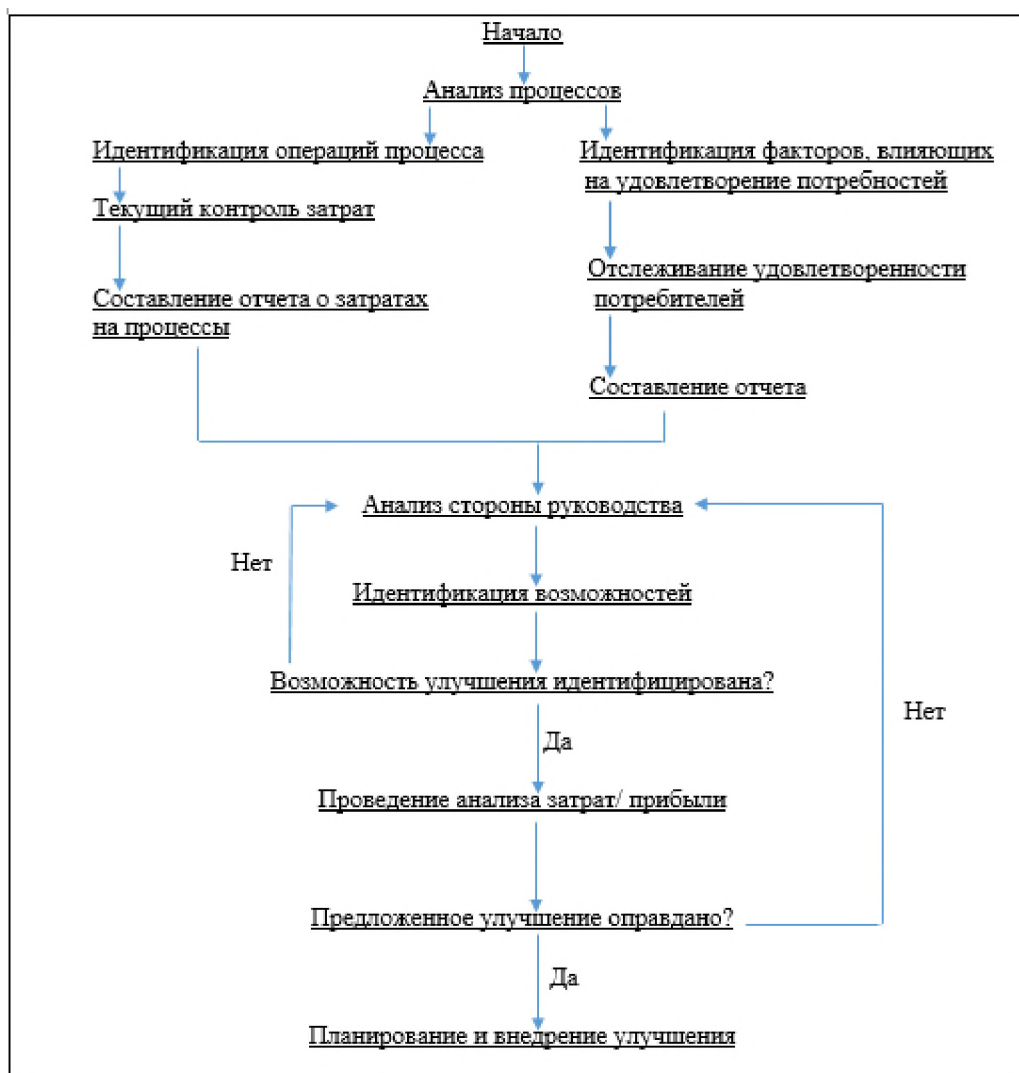 Начало
Анализ процессов
Идентификация операций процесса
Идентификация факторов, влияющих
на удовлетворение потребностей
Текущий контроль затрат
Отслеживание удовлетворенности
потребителей
Составление отчета о затратах
на процессы
Составление отчета
Анализ стороны руководства
Нет
Идентификация возможностей
Возможность улучшения идентифицирована?
Нет
Да
Проведение анализа затрат/ прибыли
Предложенное улучшение оправдано?
Да
Планирование и внедрение улучшения